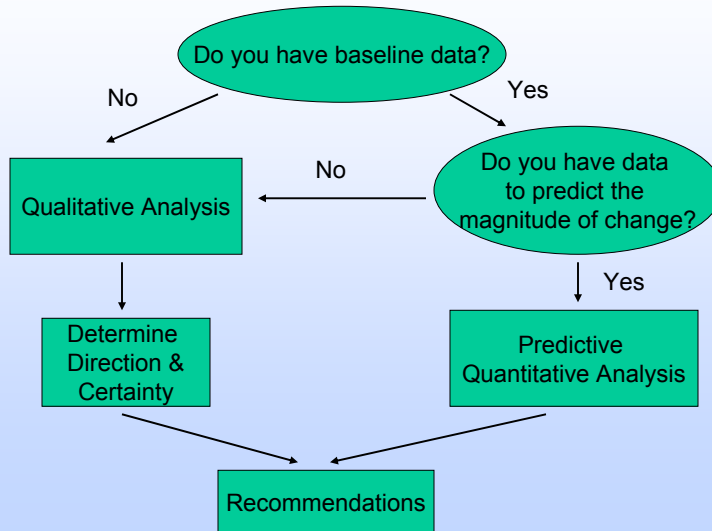 Do you have baseline data?
No
Yes
Do you have data
to predict the
magnitude of change?
No
Qualitative Analysis
Yes
Determine
Direction &
Certainty
Predictive
Quantitative Analysis
Recommendations